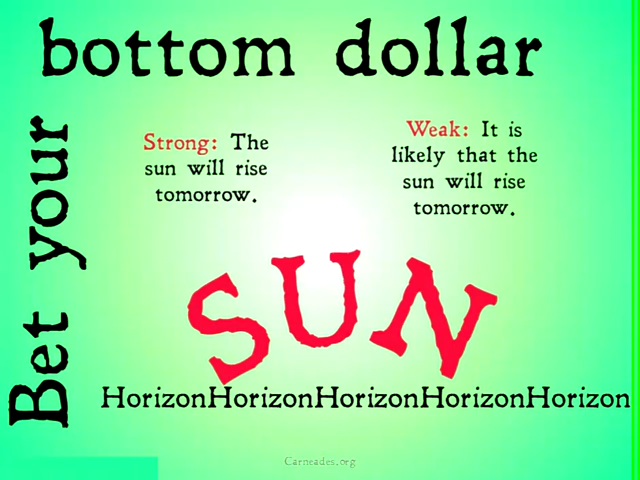 Bet your
bottom dollar
Strong: The
sun will rise
tomorrow.
Weak: It is
likely that the
sun will rise
tomorrow.
SUN
HorizonHorizonHorizonHorizonHorizon
Carneades.org